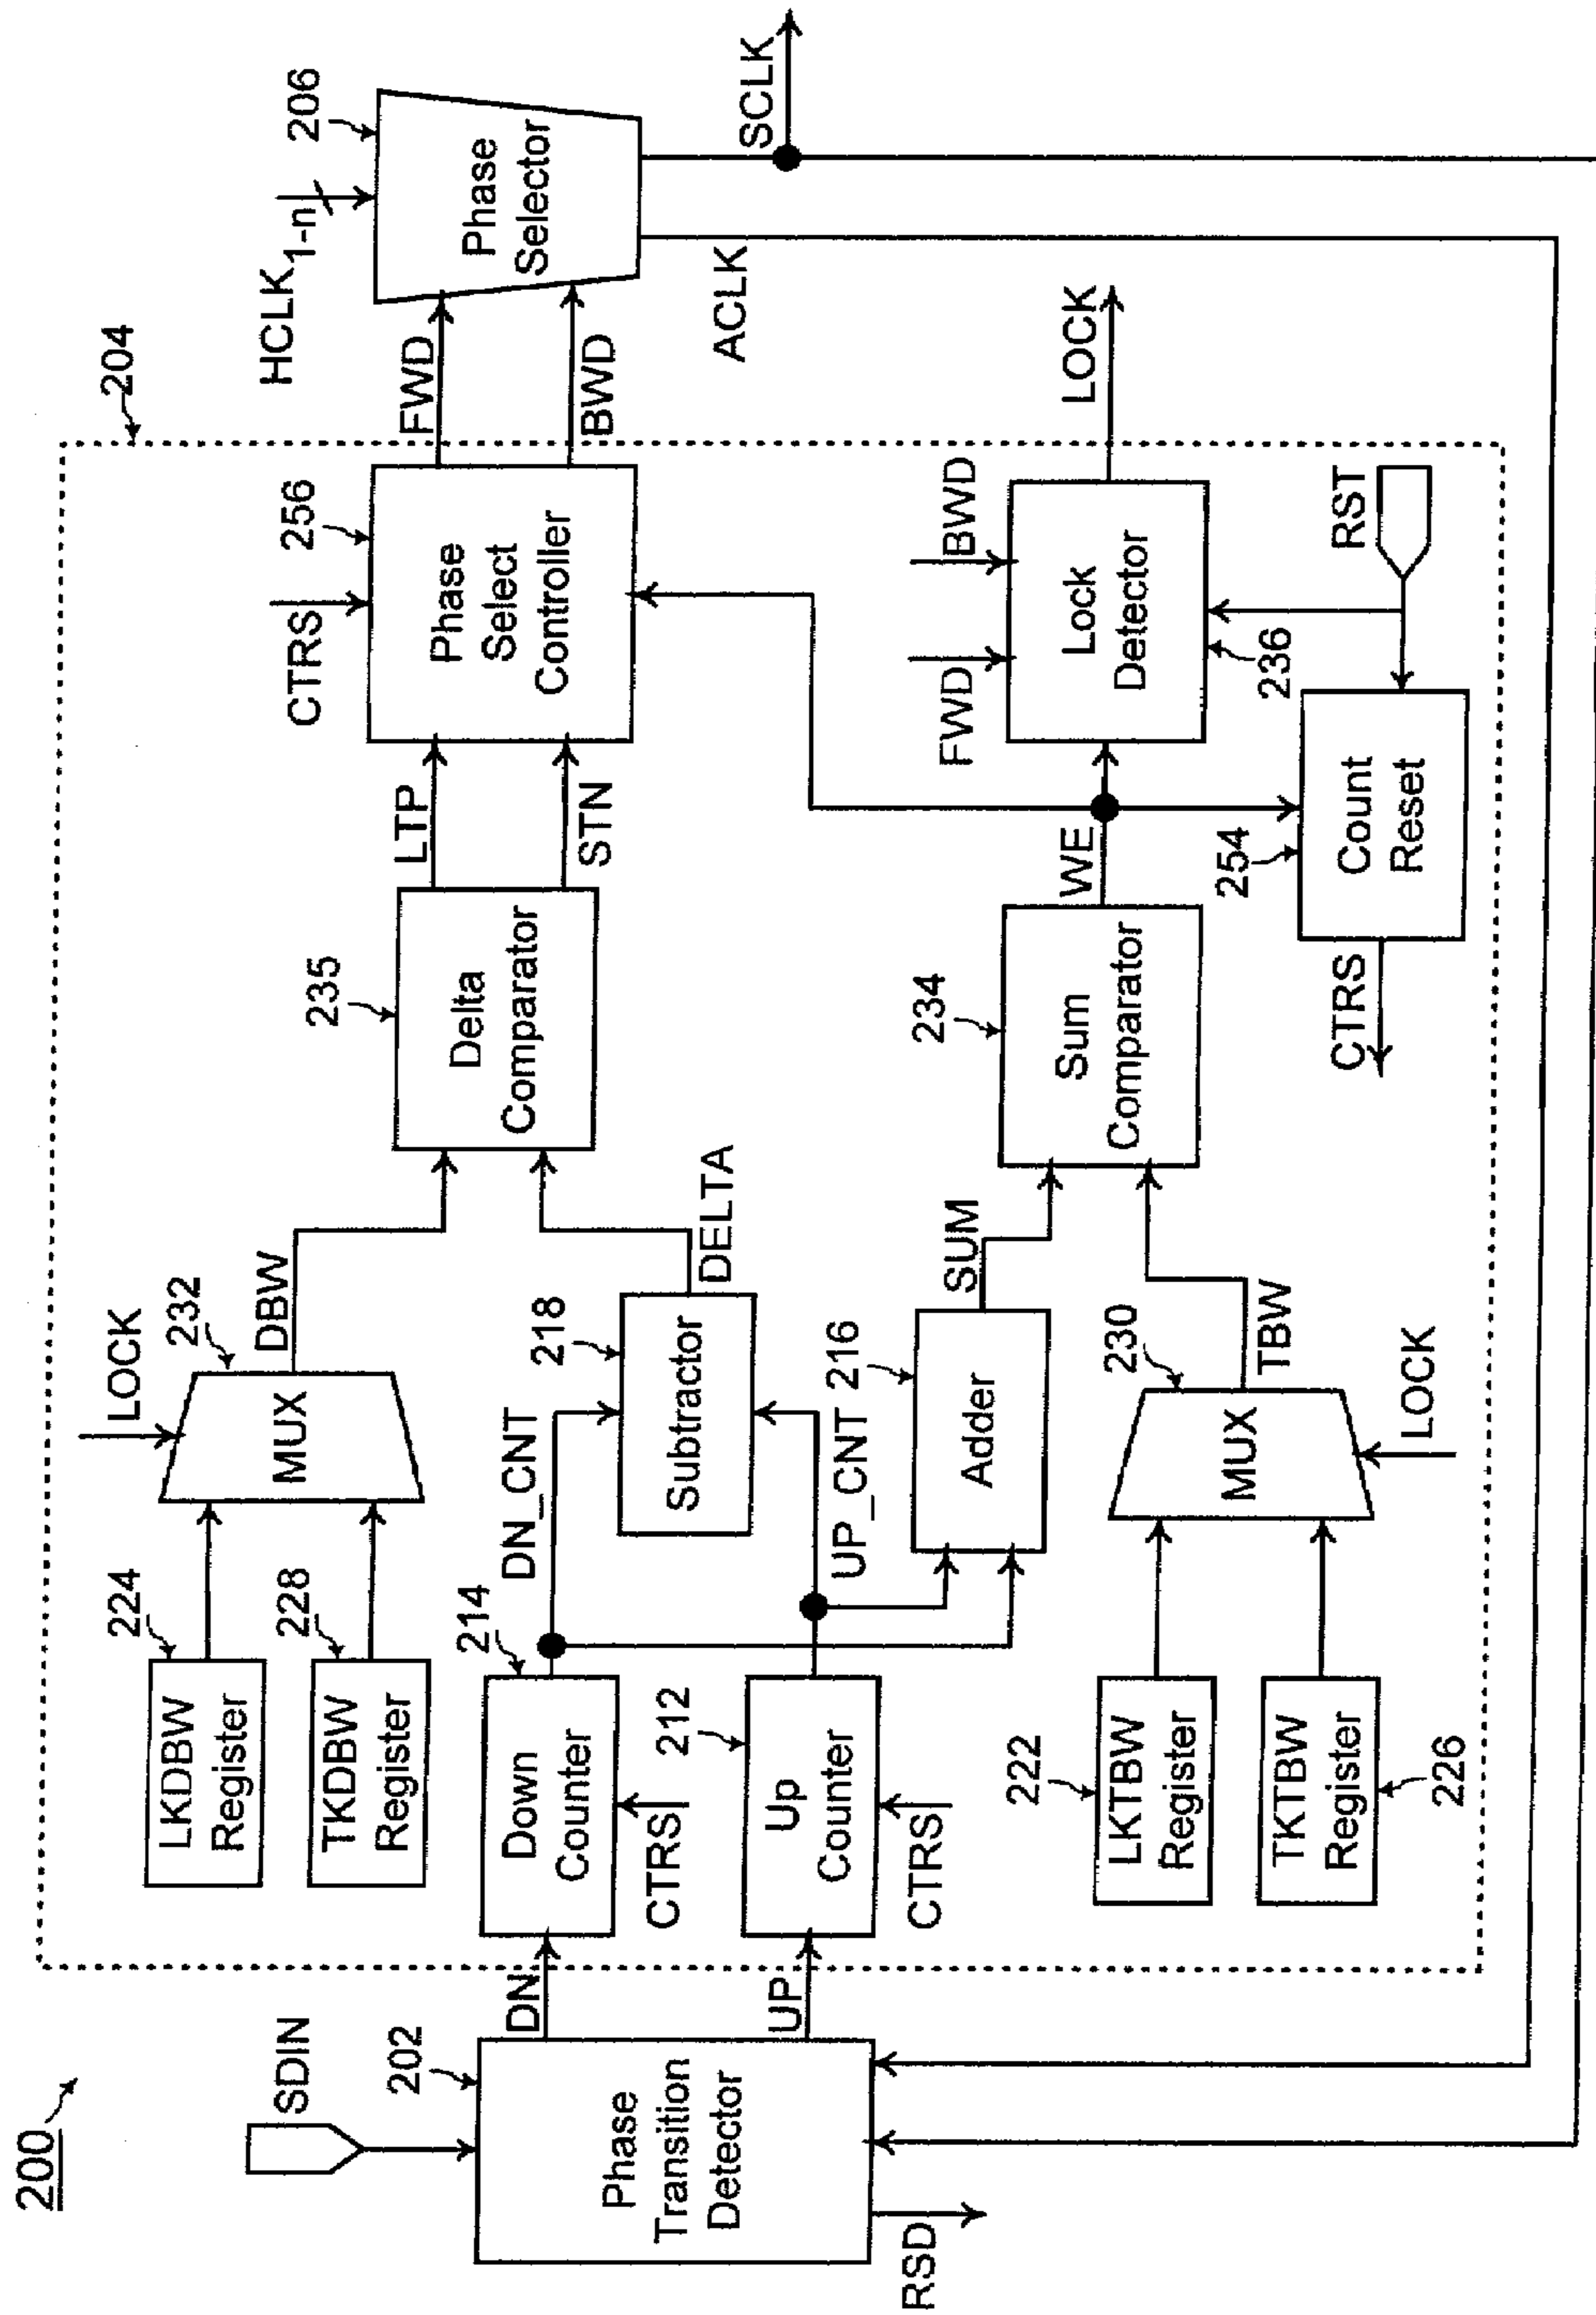 200
SDIN
202
Phase
Transition
Detector
RSD
DN
UP
204
LKDBW
Register
224
TKDBW
Register
228
LOCK
MUX
232
DBW
Down
Counter
214
CTRS
DN_CNT
Up
Counter
212
CTRS
UP_CNT
Subtractor
218
DELTA
Adder
216
SUM
LKTBW
Register
222
TKTBW
Register
226
MUX
230
LOCK
TBW
Delta
Comparator
235
LTP
STN
Sum
Comparator
234
WE
CTRS
Phase
Select
Controller
256
FWD
BWD
FWD
BWD
Lock
Detector
236
LOCK
RST
Count
Reset
254
CTRS
HCLK1-n
Phase
Selector
206
ACLK
SCLK